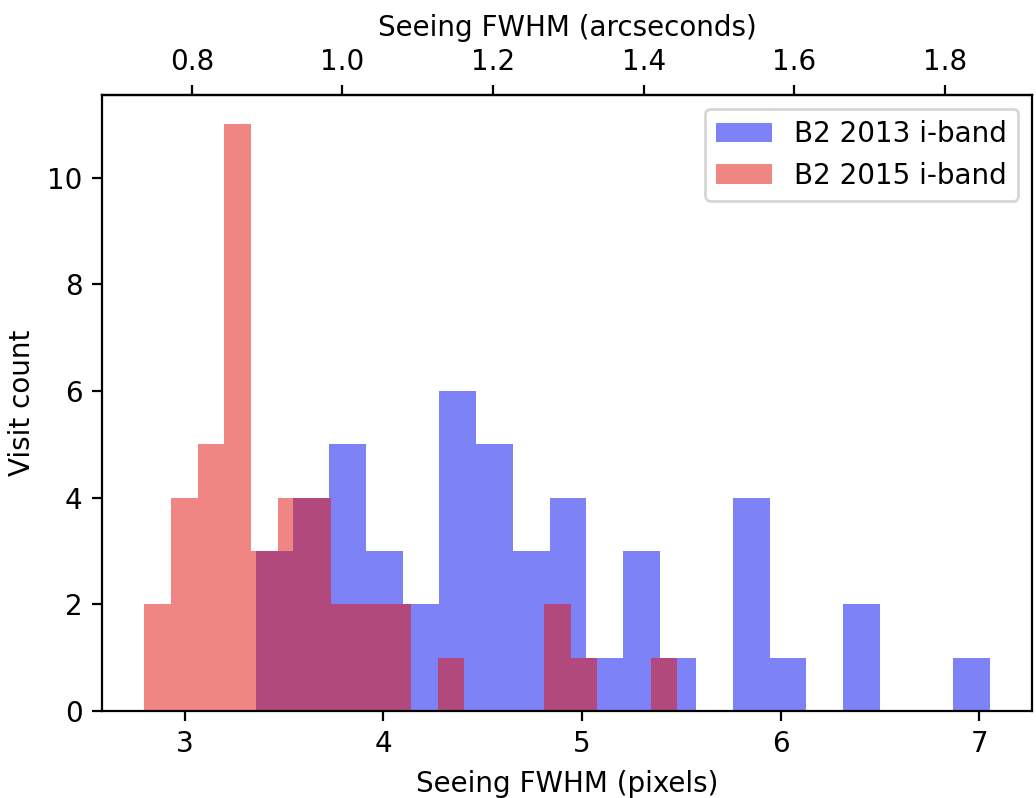 Seeing FWHM (arcseconds)
0.8 1.0 1.2 1.4 1.6 1.8
B2 2013 i-band
B2 2015 i-band
10
8
6
4
2
0
Visit count
3 4 5 6 7
Seeing FWHM (pixels)